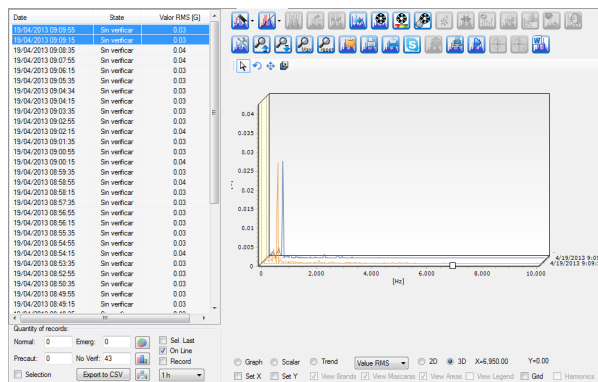 Date State Valor RMS [G]
19/04/2013 09:09:55 Sin verificar 0.03
19/04/2013 09:09:15 Sin verificar 0.03
19/04/2013 09:08:35 Sin verificar 0.04
19/04/2013 09:07:55 Sin verificar 0.04
19/04/2013 09:06:15 Sin verificar 0.03
19/04/2013 09:05:35 Sin verificar 0.03
19/04/2013 09:04:34 Sin verificar 0.03
19/04/2013 09:04:15 Sin verificar 0.03
19/04/2013 09:03:35 Sin verificar 0.03
19/04/2013 09:02:55 Sin verificar 0.03
19/04/2013 09:02:15 Sin verificar 0.04
19/04/2013 09:01:35 Sin verificar 0.03
19/04/2013 09:00:55 Sin verificar 0.03
19/04/2013 09:00:15 Sin verificar 0.04
19/04/2013 08:59:35 Sin verificar 0.03
19/04/2013 08:58:55 Sin verificar 0.04
19/04/2013 08:58:15 Sin verificar 0.03
19/04/2013 08:57:35 Sin verificar 0.03
19/04/2013 08:56:55 Sin verificar 0.03
19/04/2013 08:56:15 Sin verificar 0.03
19/04/2013 08:55:35 Sin verificar 0.03
19/04/2013 08:54:55 Sin verificar 0.04
19/04/2013 08:54:15 Sin verificar 0.04
19/04/2013 08:53:35 Sin verificar 0.03
19/04/2013 08:52:55 Sin verificar 0.03
19/04/2013 08:50:35 Sin verificar 0.03
19/04/2013 08:49:55 Sin verificar 0.03
19/04/2013 08:49:15 Sin verificar 0.03
Quantity of records:
Normal: 0 Emerg: 0 Sel. Last
On Line
Precaut: 0 No Verif: 43 Record
Selection Export to CSV 1 h
0.04
0.035
0.03
0.025
0.02
0.015
0.01
0.005
0
0 2.000 4.000 6.000 8.000 10.000
[Hz]
4/19/2013 9:09
4/19/2013 9:09:
Graph Scalar Trend Value RMS 2D 3D X=6,950.00 Y=0.00
Set X Set Y View Brands View Mascaras View Areas View Legend Grid Harmonics